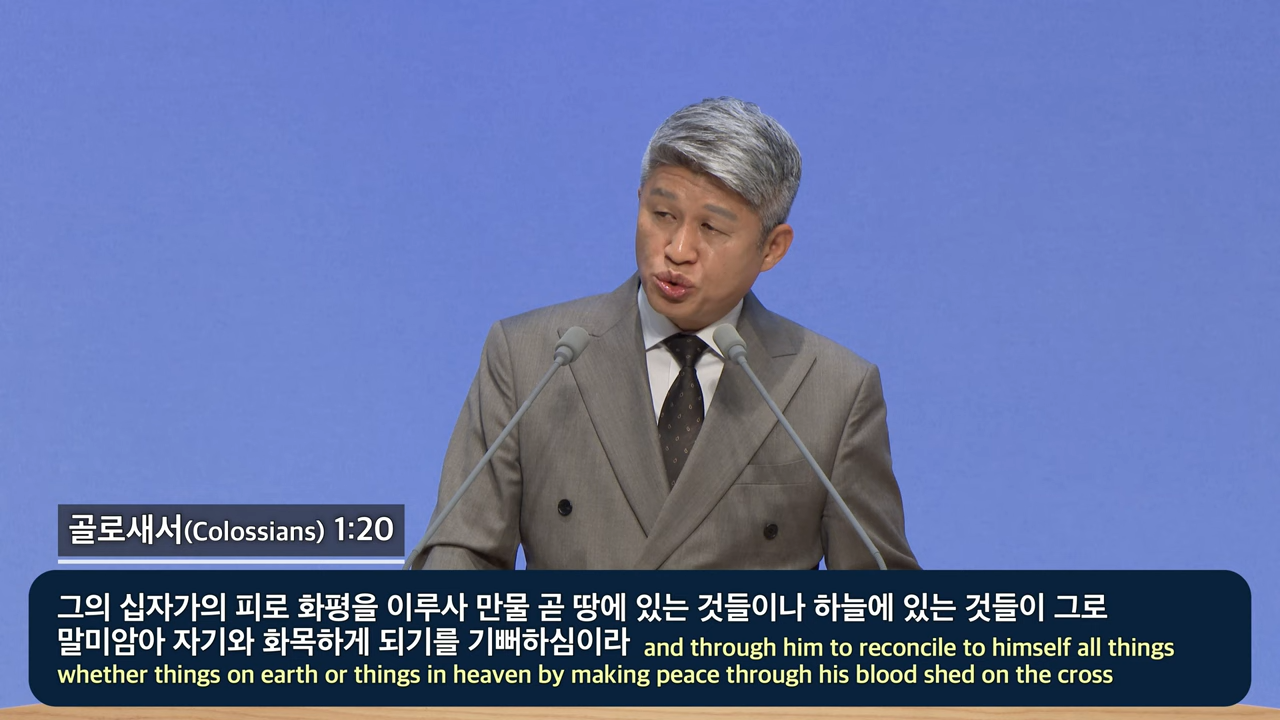 골로새서(Colossians) 1:20
그의 십자가의 피로 화평을 이루사 만물 곧 땅에 있는 것들이나 하늘에 있는 것들이 그로
말미암아 자기와 화목하게 되기를 기뻐하심이라 and through him to reconcile to himself all things
whether things on earth or things in heaven by making peace through his blood shed on the cross